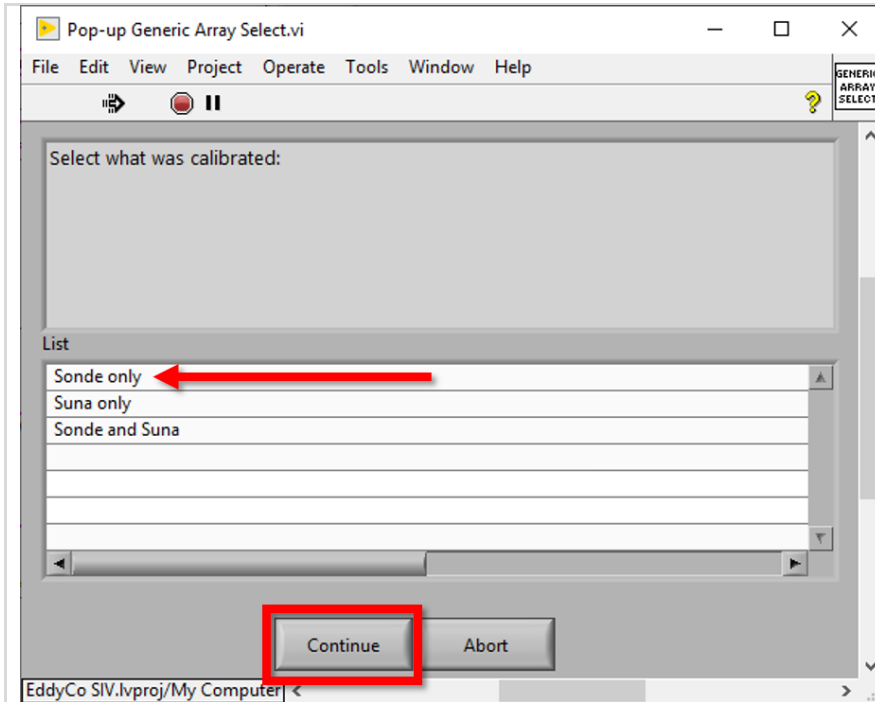 Pop-up Generic Array Select.vi
File Edit View Project Operate Tools Window Help
GENERIC
ARRAY
SELECT
Select what was calibrated:
List
Sonde only
Suna only
Sonde and Suna
Continue Abort
EddyCo SIV.lvproj/My Computer